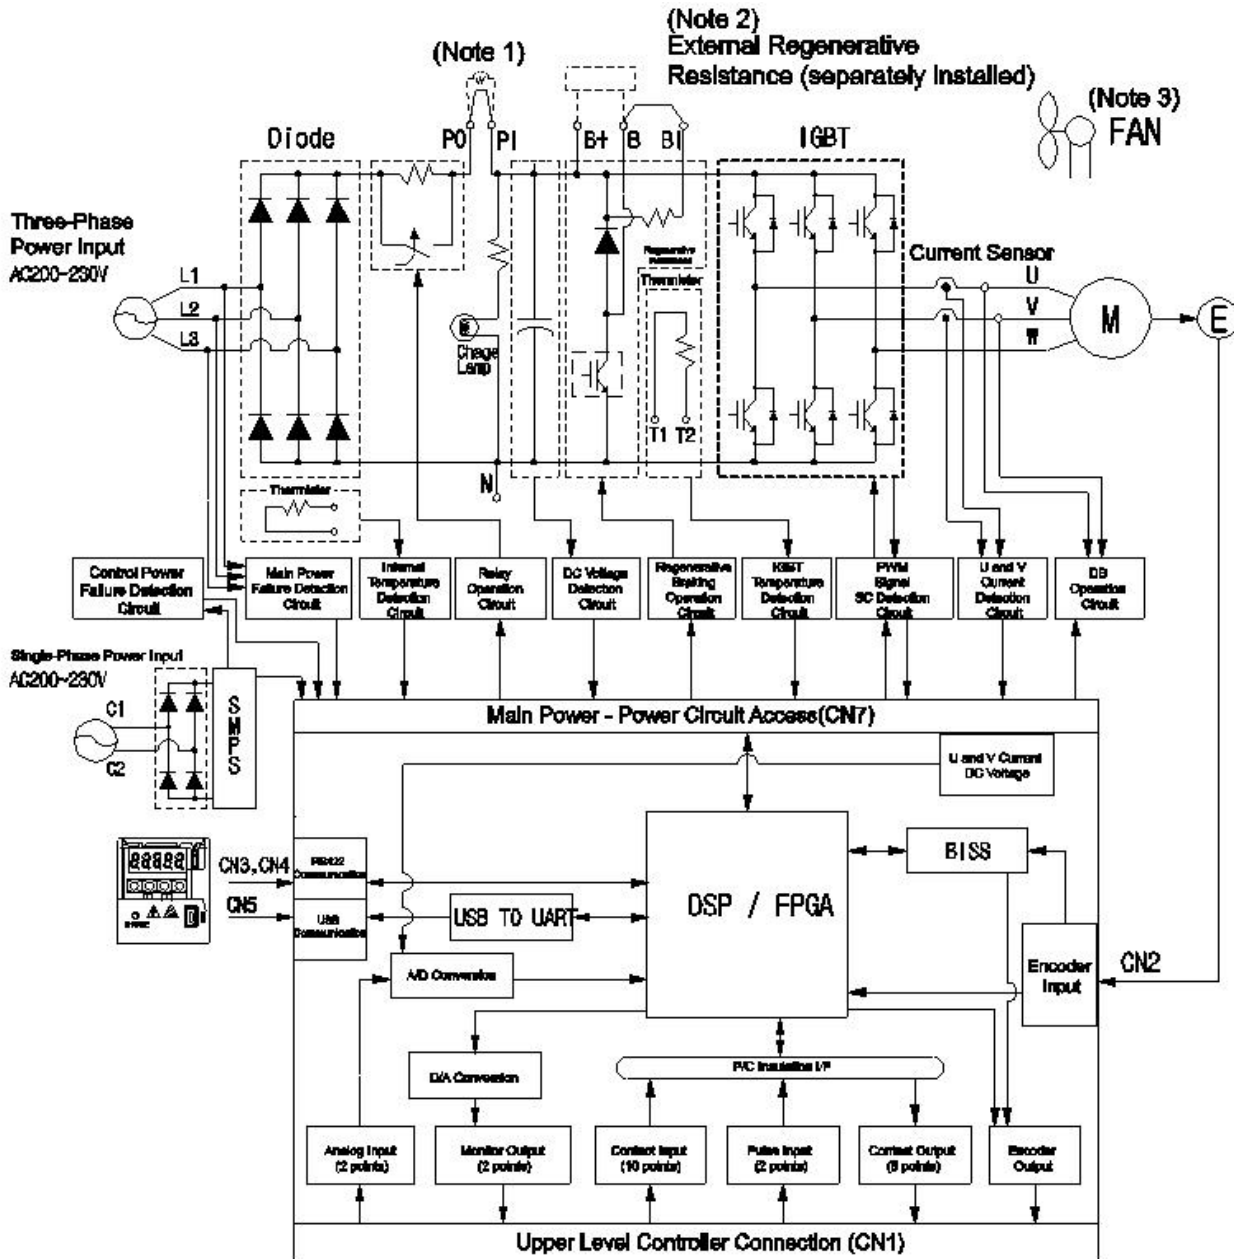 (Note 2)
External Regenerative
Resistance (separately installed)
(Note 1)
(Note 3)
FAN
Diode
P0
PI
B+
B
BI
IGBT
Three-Phase
Power Input
AC200~230V
L1
L2
L3
Chage
Lamp
Thermister
T1
T2
Current Sensor
U
V
W
M
E
N
Thermister
Control Power
Failure Detection
Circuit
Main Power
Failure Detection
Circuit
Internal
Temperature
Detection
Circuit
Relay
Operation
Circuit
DC Voltage
Detection
Circuit
Regenerative
Braking
Operation
Circuit
IGBT
Temperature
Detection
Circuit
PWM
Signal
SC Detection
Circuit
U and V
Current
Detection
Circuit
DB
Operation
Circuit
Single-Phase Power Input
AC200~230V
C1
C2
SMPS
Main Power - Power Circuit Access(CN7)
U and V Current
DC Voltage
CN3,CN4
RS422
Communication
CN5
USB
Communication
USB TO UART
DSP / FPGA
BISS
A/D Conversion
Encoder
Input
CN2
D/A Conversion
P/C Insulation I/F
Analog Input
(2 points)
Monitor Output
(2 points)
Contact Input
(10 points)
Pulse Input
(2 points)
Contact Output
points)
Encoder
Output
Upper Level Controller Connection (CN1)